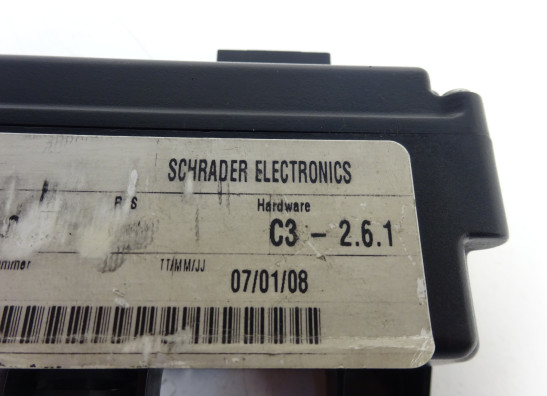 SCHRADER ELECTRONICS
Hardware
C3 - 2.6.1
TT/MM/JJ
07/01/08